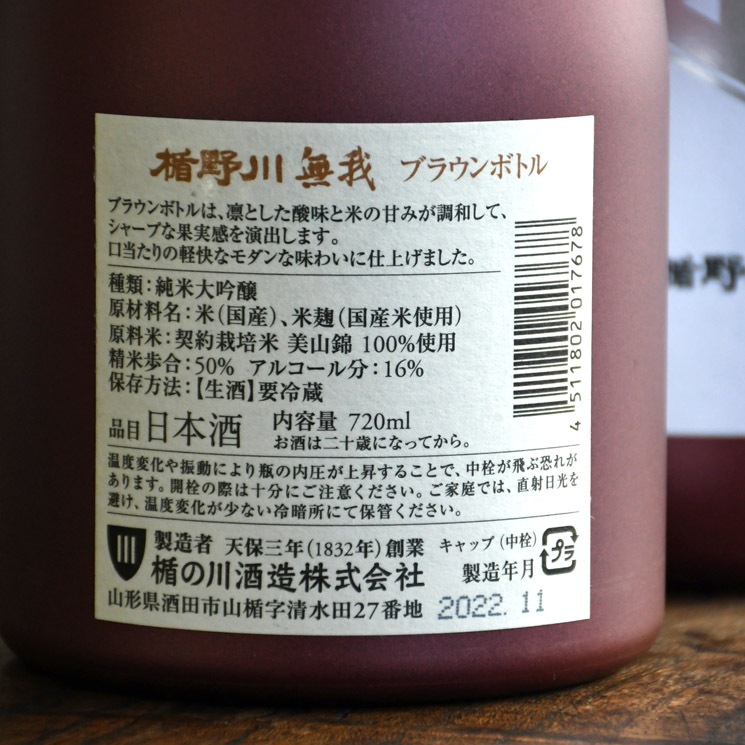 楯野川 無我 ブラウンボトル
ブラウンボトルは、凛とした酸味と米の甘みが調和して、
シャープな果実感を演出します。
口当たりの軽快なモダンな味わいに仕上げました。
種類：純米大吟醸
原材料名：米（国産）、米麹（国産米使用）
原料米：契約栽培米 美山錦 100%使用
精米歩合：50% アルコール分：16%
保存方法：【生酒】要冷蔵
品目 日本酒 内容量 720ml
お酒は二十歳になってから。
4 511802 017678
温度変化や振動により瓶の内圧が上昇することで、中栓が飛ぶ恐れが
あります。開栓の際は十分にご注意ください。ご家庭では、直射日光を
避け、温度変化が少ない冷暗所にて保管ください。
製造者 天保三年（1832年）創業 キャップ（中栓） プラ
楯の川酒造株式会社 製造年月
山形県酒田市山楯字清水田27番地 2022.11
楯野